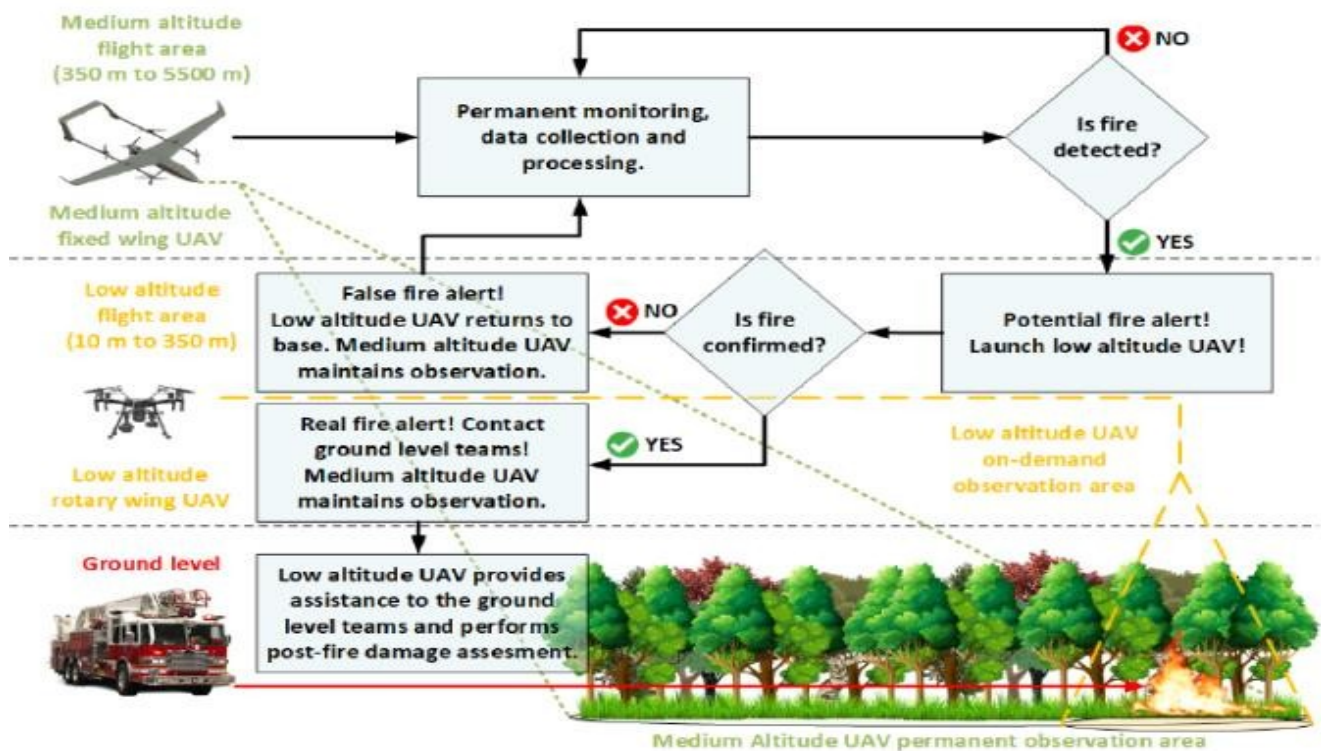 Medium altitude
flight area
(350 m to 5500 m)
NO
Permanent monitoring,
data collection and
processing.
Is fire
detected?
Medium altitude
fixed wing UAV
YES
Low altitude
flight area
(10 m to 350 m)
False fire alert!
Low altitude UAV returns to
base. Medium altitude UAV
maintains observation.
NO
Is fire
confirmed?
Potential fire alert!
Launch low altitude UAV!
Real fire alert! Contact
ground level teams!
Medium altitude UAV
maintains observation.
YES
Low altitude UAV
on-demand
observation area
Low altitude
rotary wing UAV
Ground level
Low altitude UAV provides
assistance to the ground
level teams and performs
post-fire damage assesment.
Medium Altitude UAV permanent observation area